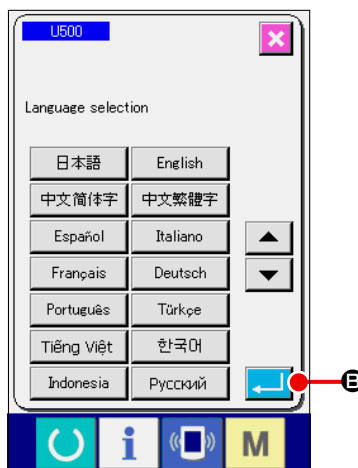 U500
Language selection
日本語 English
中文简体字 中文繁體字
Español Italiano
Français Deutsch
Português Türkçe
Tiếng Việt 한국어
Indonesia Русский
B
i M